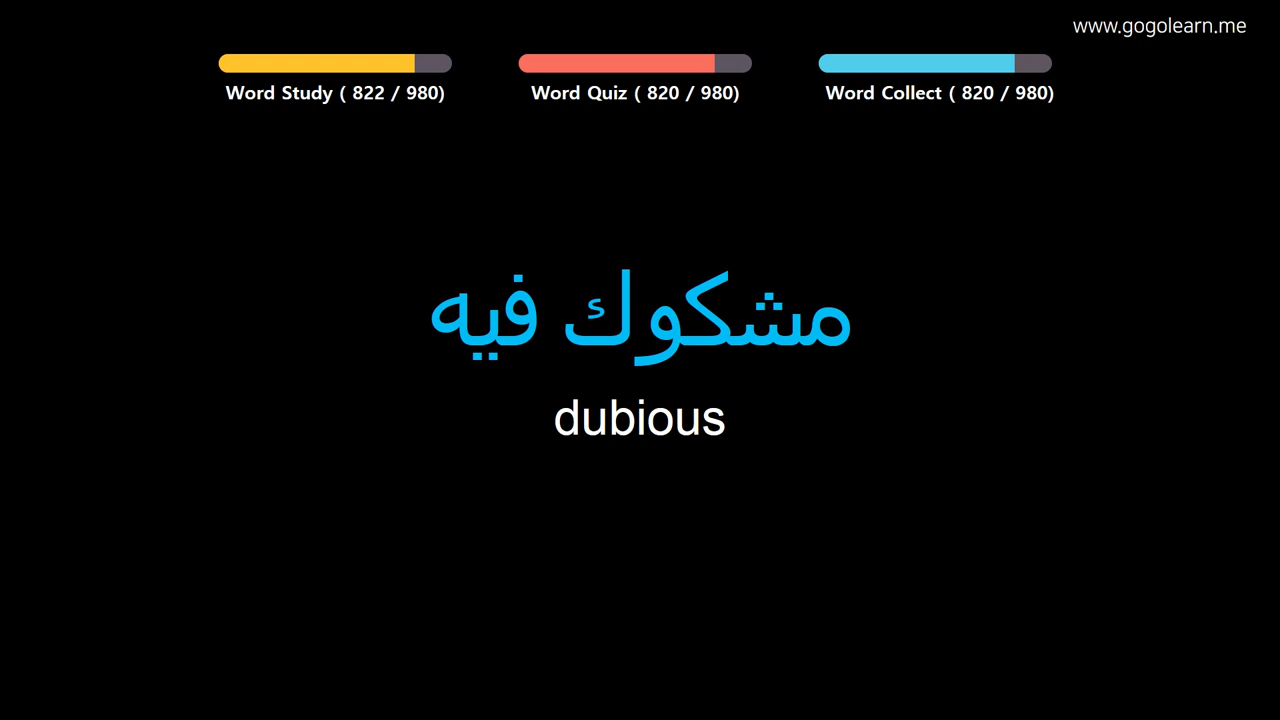 www.gogolearn.me
Word Study ( 822 / 980)
Word Quiz ( 820 / 980)
Word Collect ( 820 / 980)
مشكوك فيه
dubious